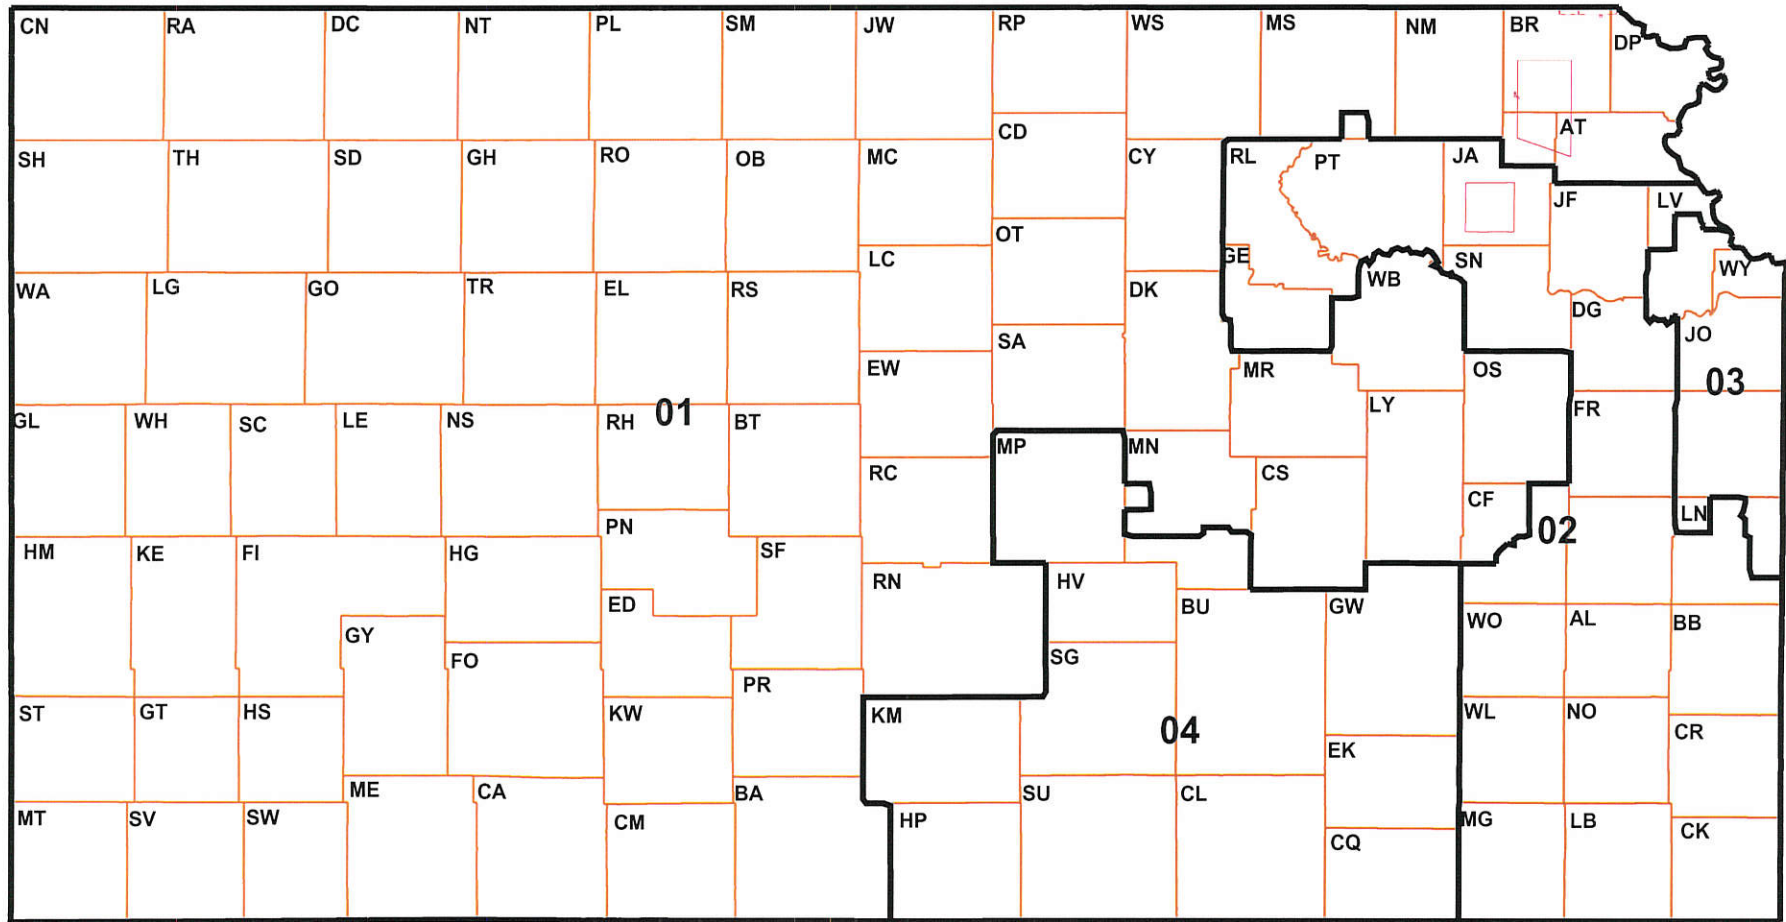 CN RA DC NT PL SM JW RP WS MS NM BR DP
CD AT
SH TH SD GH RO OB MC CY RL PT JA
JF LV
OT
LC GE WB SN WY
WA LG GO TR EL RS DK
DG
SA JO
EW MR OS
03
GL WH SC LE NS RH 01 BT LY FR
MP MN
RC CS
CF
PN LN
02
HM KE FI HG SF
RN HV
ED BU GW
GY WO AL BB
FO SG
PR
ST GT HS KW KM WL NO
04 CR
EK
ME CA BA SU CL
MT SV SW CM HP MG LB CK
CQ